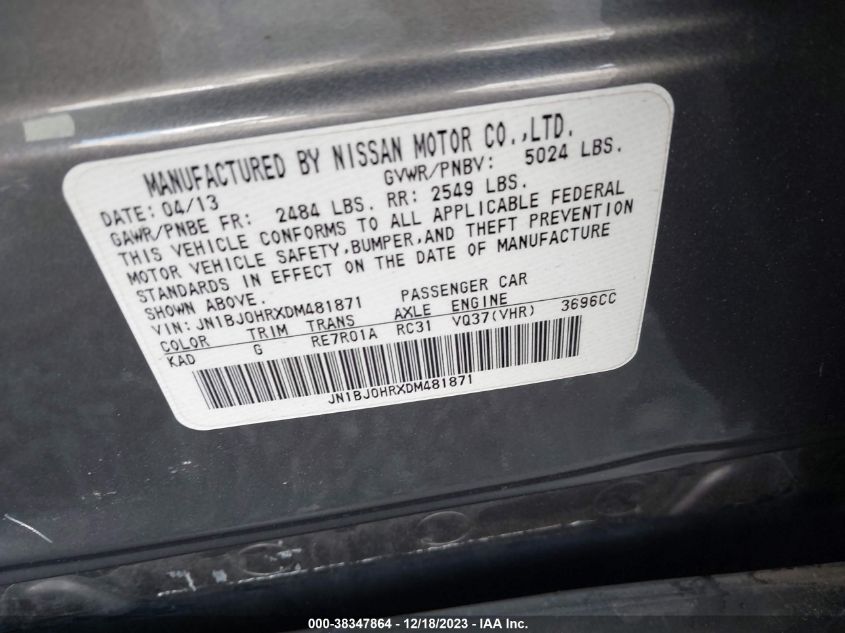 MANUFACTURED BY NISSAN MOTOR CO.,LTD.
DATE: 04/13 GVWR/PNBV: 5024 LBS.
GAWR/PNBE FR: 2484 LBS. RR: 2549 LBS.
THIS VEHICLE CONFORMS TO ALL APPLICABLE FEDERAL
MOTOR VEHICLE SAFETY,BUMPER,AND THEFT PREVENTION
STANDARDS IN EFFECT ON THE DATE OF MANUFACTURE
SHOWN ABOVE.
VIN: JN1BJ0HRXDM481871 PASSENGER CAR
COLOR TRIM TRANS AXLE ENGINE
KAD G RE7R01A RC31 VQ37(VHR) 3696CC
JN1BJ0HRXDM481871
000-38347864 - 12/18/2023 - IAA Inc.